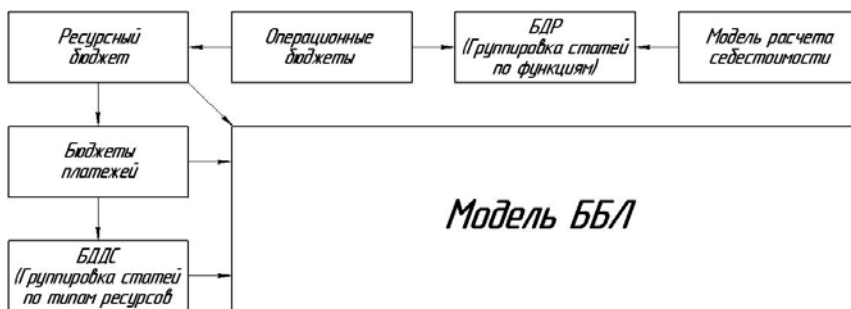 Ресурсный
бюджет
Операционные
бюджеты
БДР
(Группировка статей
по функциям)
Модель расчета
себестоимости
Бюджеты
платежей
Модель ББЛ
БДДС
(Группировка статей
по типам ресурсов